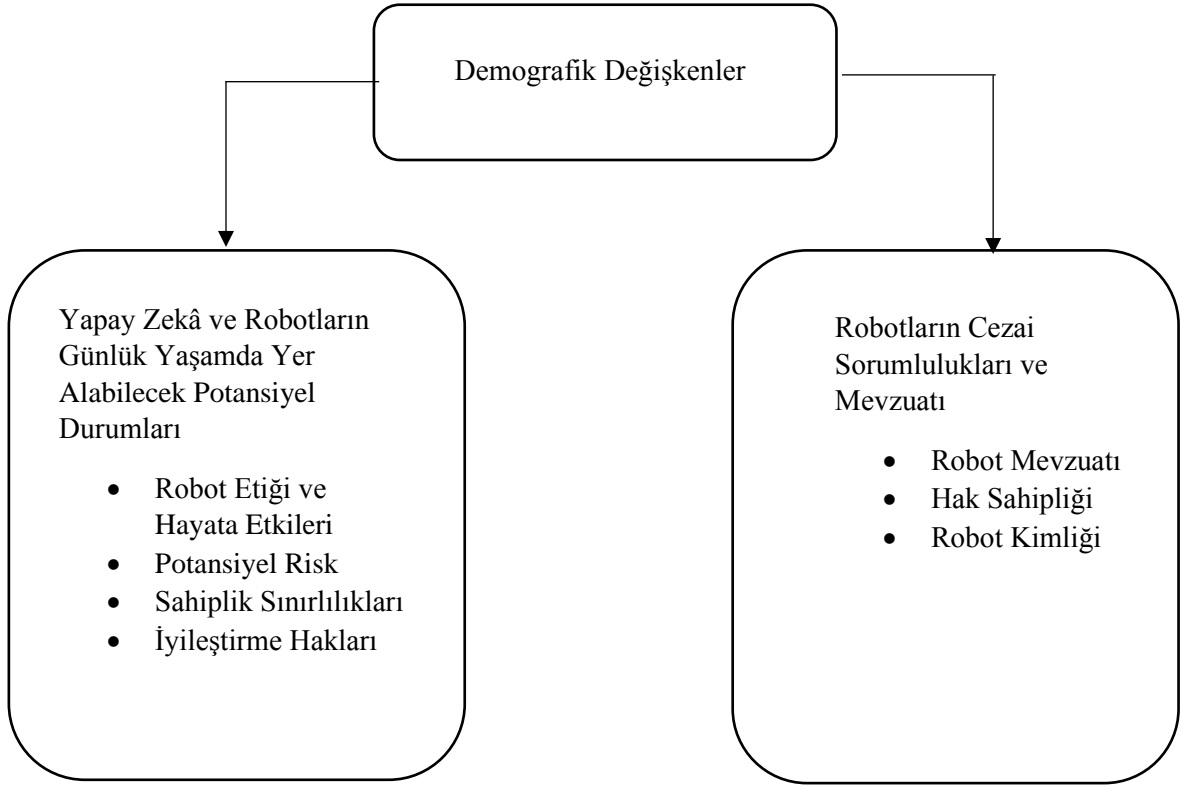 Demografik Değişkenler
Yapay Zekâ ve Robotların
Günlük Yaşamda Yer
Alabilecek Potansiyel
Durumları
• Robot Etiği ve
Hayata Etkileri
• Potansiyel Risk
• Sahiplik Sınırlılıkları
• İyileştirme Hakları
Robotların Cezai
Sorumlulukları ve
Mevzuatı
• Robot Mevzuatı
• Hak Sahipliği
• Robot Kimliği